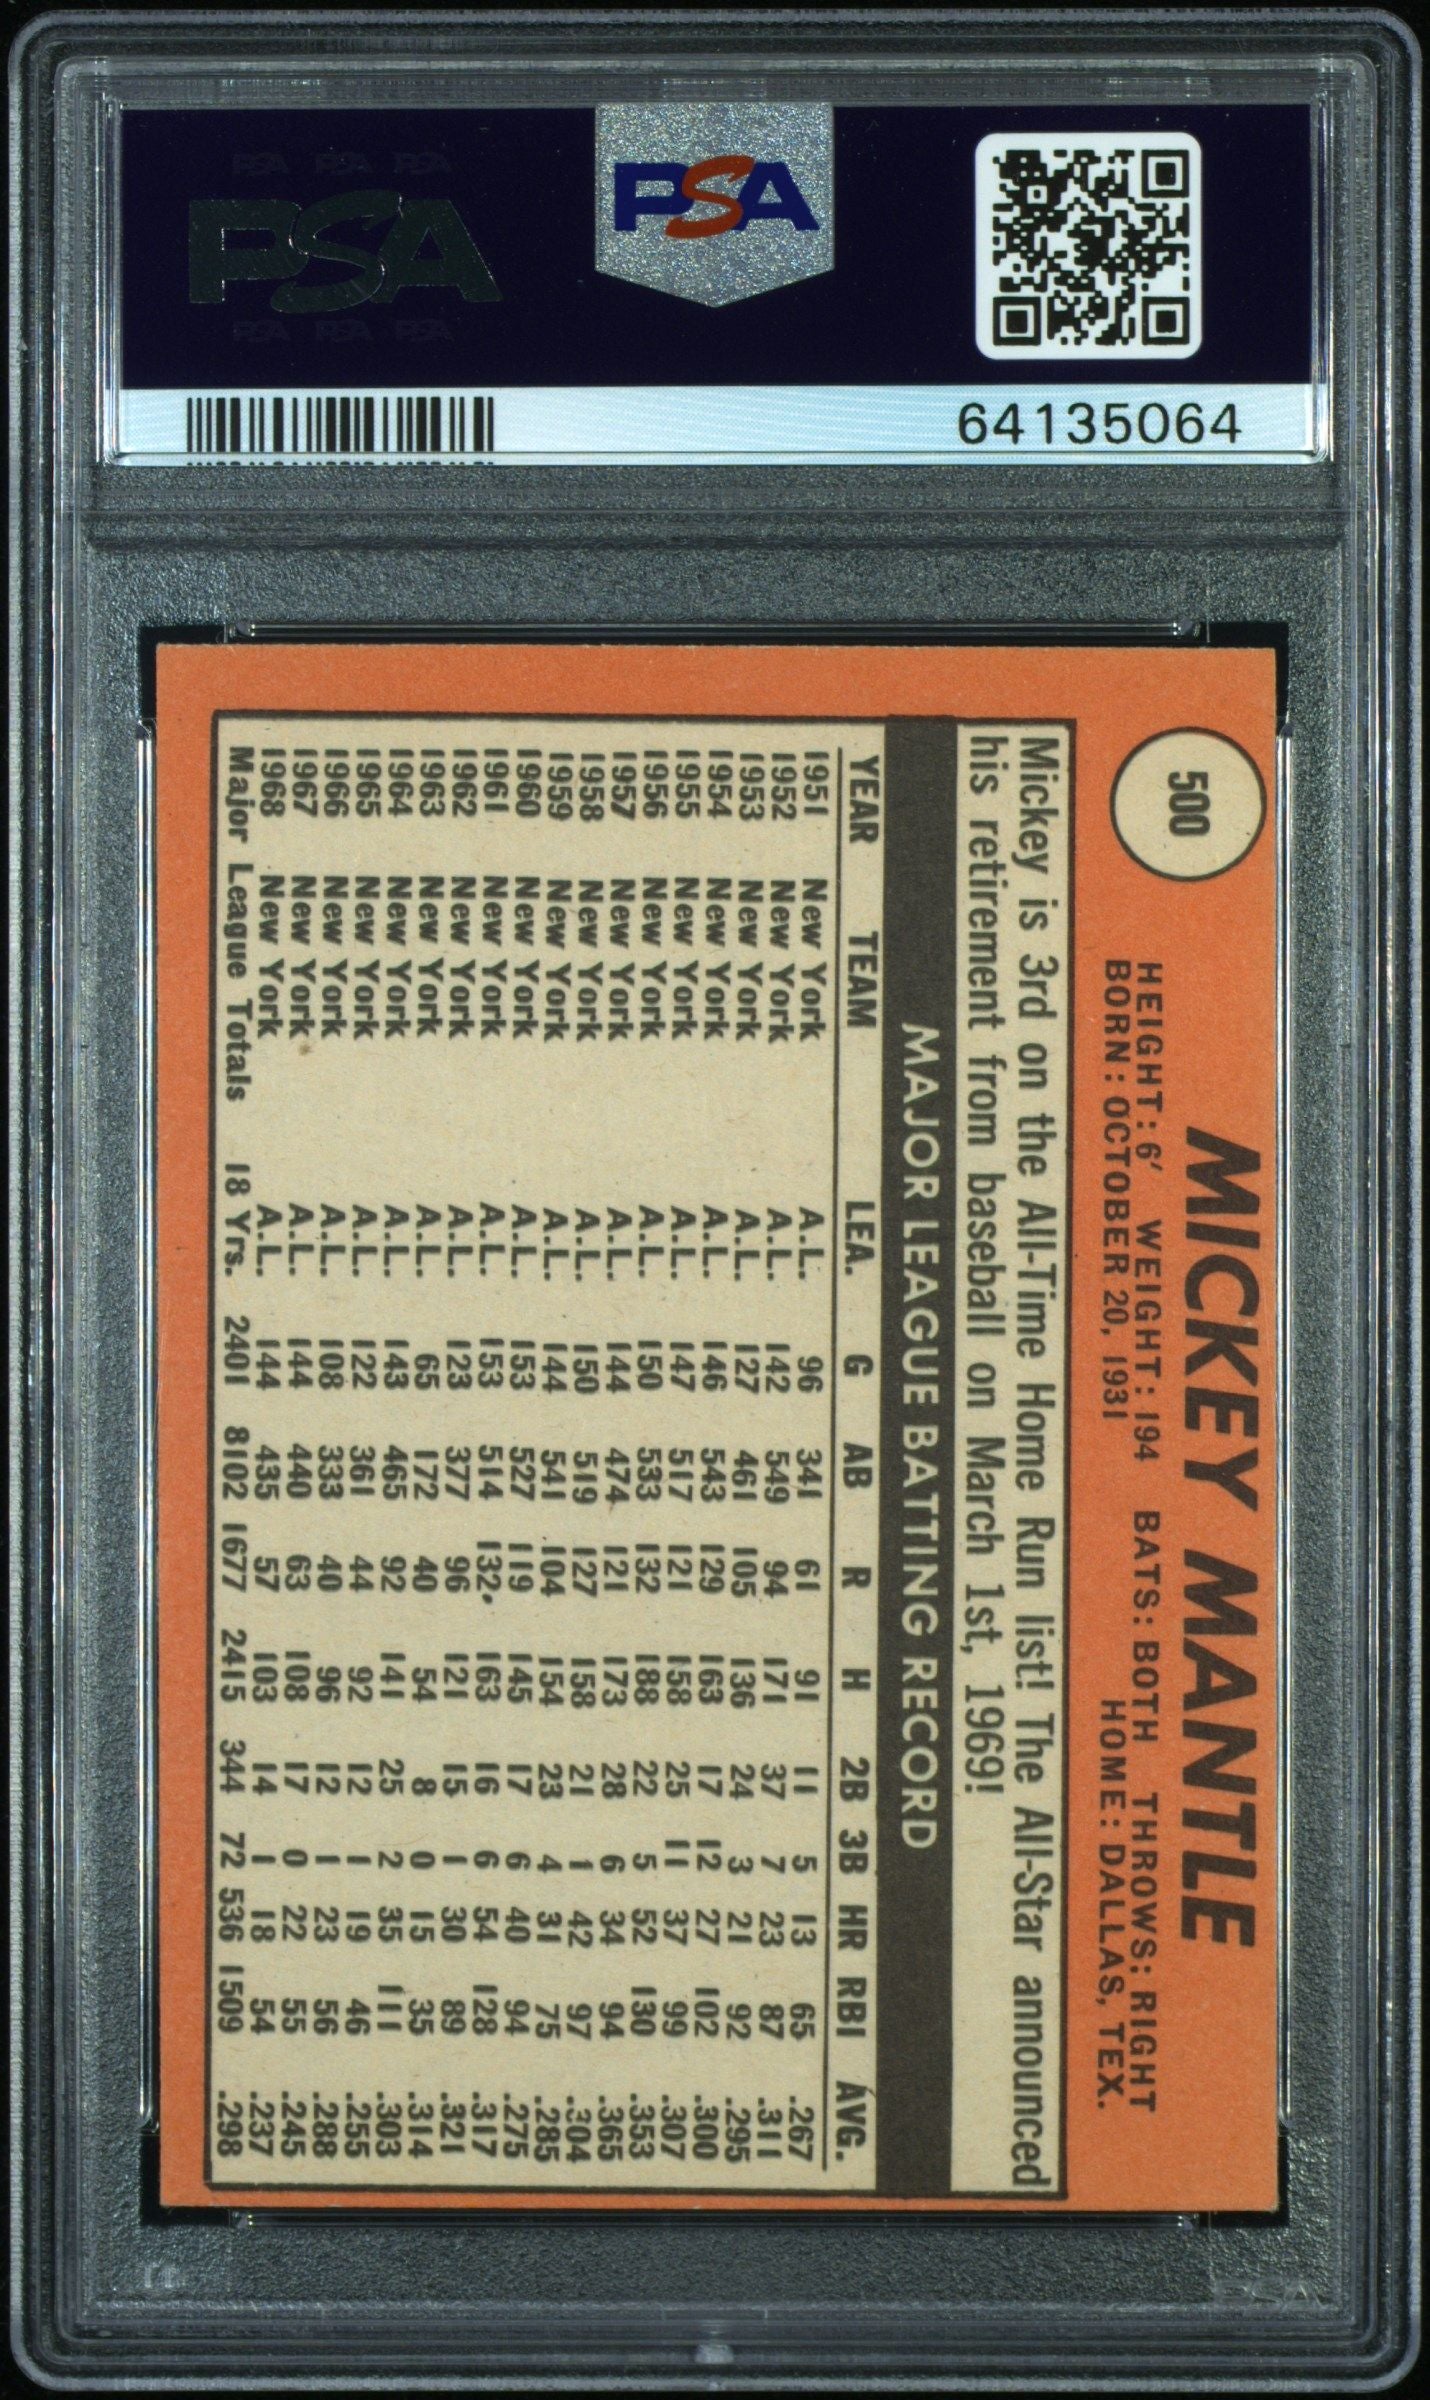 PSA PSA PSA
PSA
PSA PSA PSA
PSA
64135064
500
MICKEY MANTLE
HEIGHT: 6' WEIGHT: 194 BATS: BOTH THROWS: RIGHT
BORN: OCTOBER 20, 1931 HOME: DALLAS, TEX.
Mickey is 3rd on the All-Time Home Run list! The All-Star announced
his retirement from baseball on March 1st, 1969!
MAJOR LEAGUE BATTING RECORD
YEAR TEAM LEA. G AB R H 2B 3B HR RBI AVG.
1951 New York A.L. 96 341 61 91 11 5 13 65 .267
1952 New York A.L. 142 549 94 171 37 7 23 87 .311
1953 New York A.L. 127 461 105 136 24 3 21 92 .295
1954 New York A.L. 146 543 129 163 17 12 27 102 .300
1955 New York A.L. 147 517 121 158 25 11 37 99 .307
1956 New York A.L. 150 533 132 188 22 5 52 130 .353
1957 New York A.L. 144 474 121 173 28 6 34 94 .365
1958 New York A.L. 150 519 127 158 21 1 42 97 .304
1959 New York A.L. 144 541 104 154 23 4 31 75 .285
1960 New York A.L. 153 527 119 145 17 6 40 94 .275
1961 New York A.L. 153 514 132. 163 16 6 54 128 .317
1962 New York A.L. 123 377 96 121 15 1 30 89 .321
1963 New York A.L. 65 172 40 54 8 0 15 35 .314
1964 New York A.L. 143 465 92 141 25 2 35 111 .303
1965 New York A.L. 122 361 44 92 12 1 19 46 .255
1966 New York A.L. 108 333 40 96 12 1 23 56 .288
1967 New York A.L. 144 440 63 108 17 0 22 55 .245
1968 New York A.L. 144 435 57 103 14 1 18 54 .237
Major League Totals 18 Yrs. 2401 8102 1677 2415 344 72 536 1509 .298
PSA